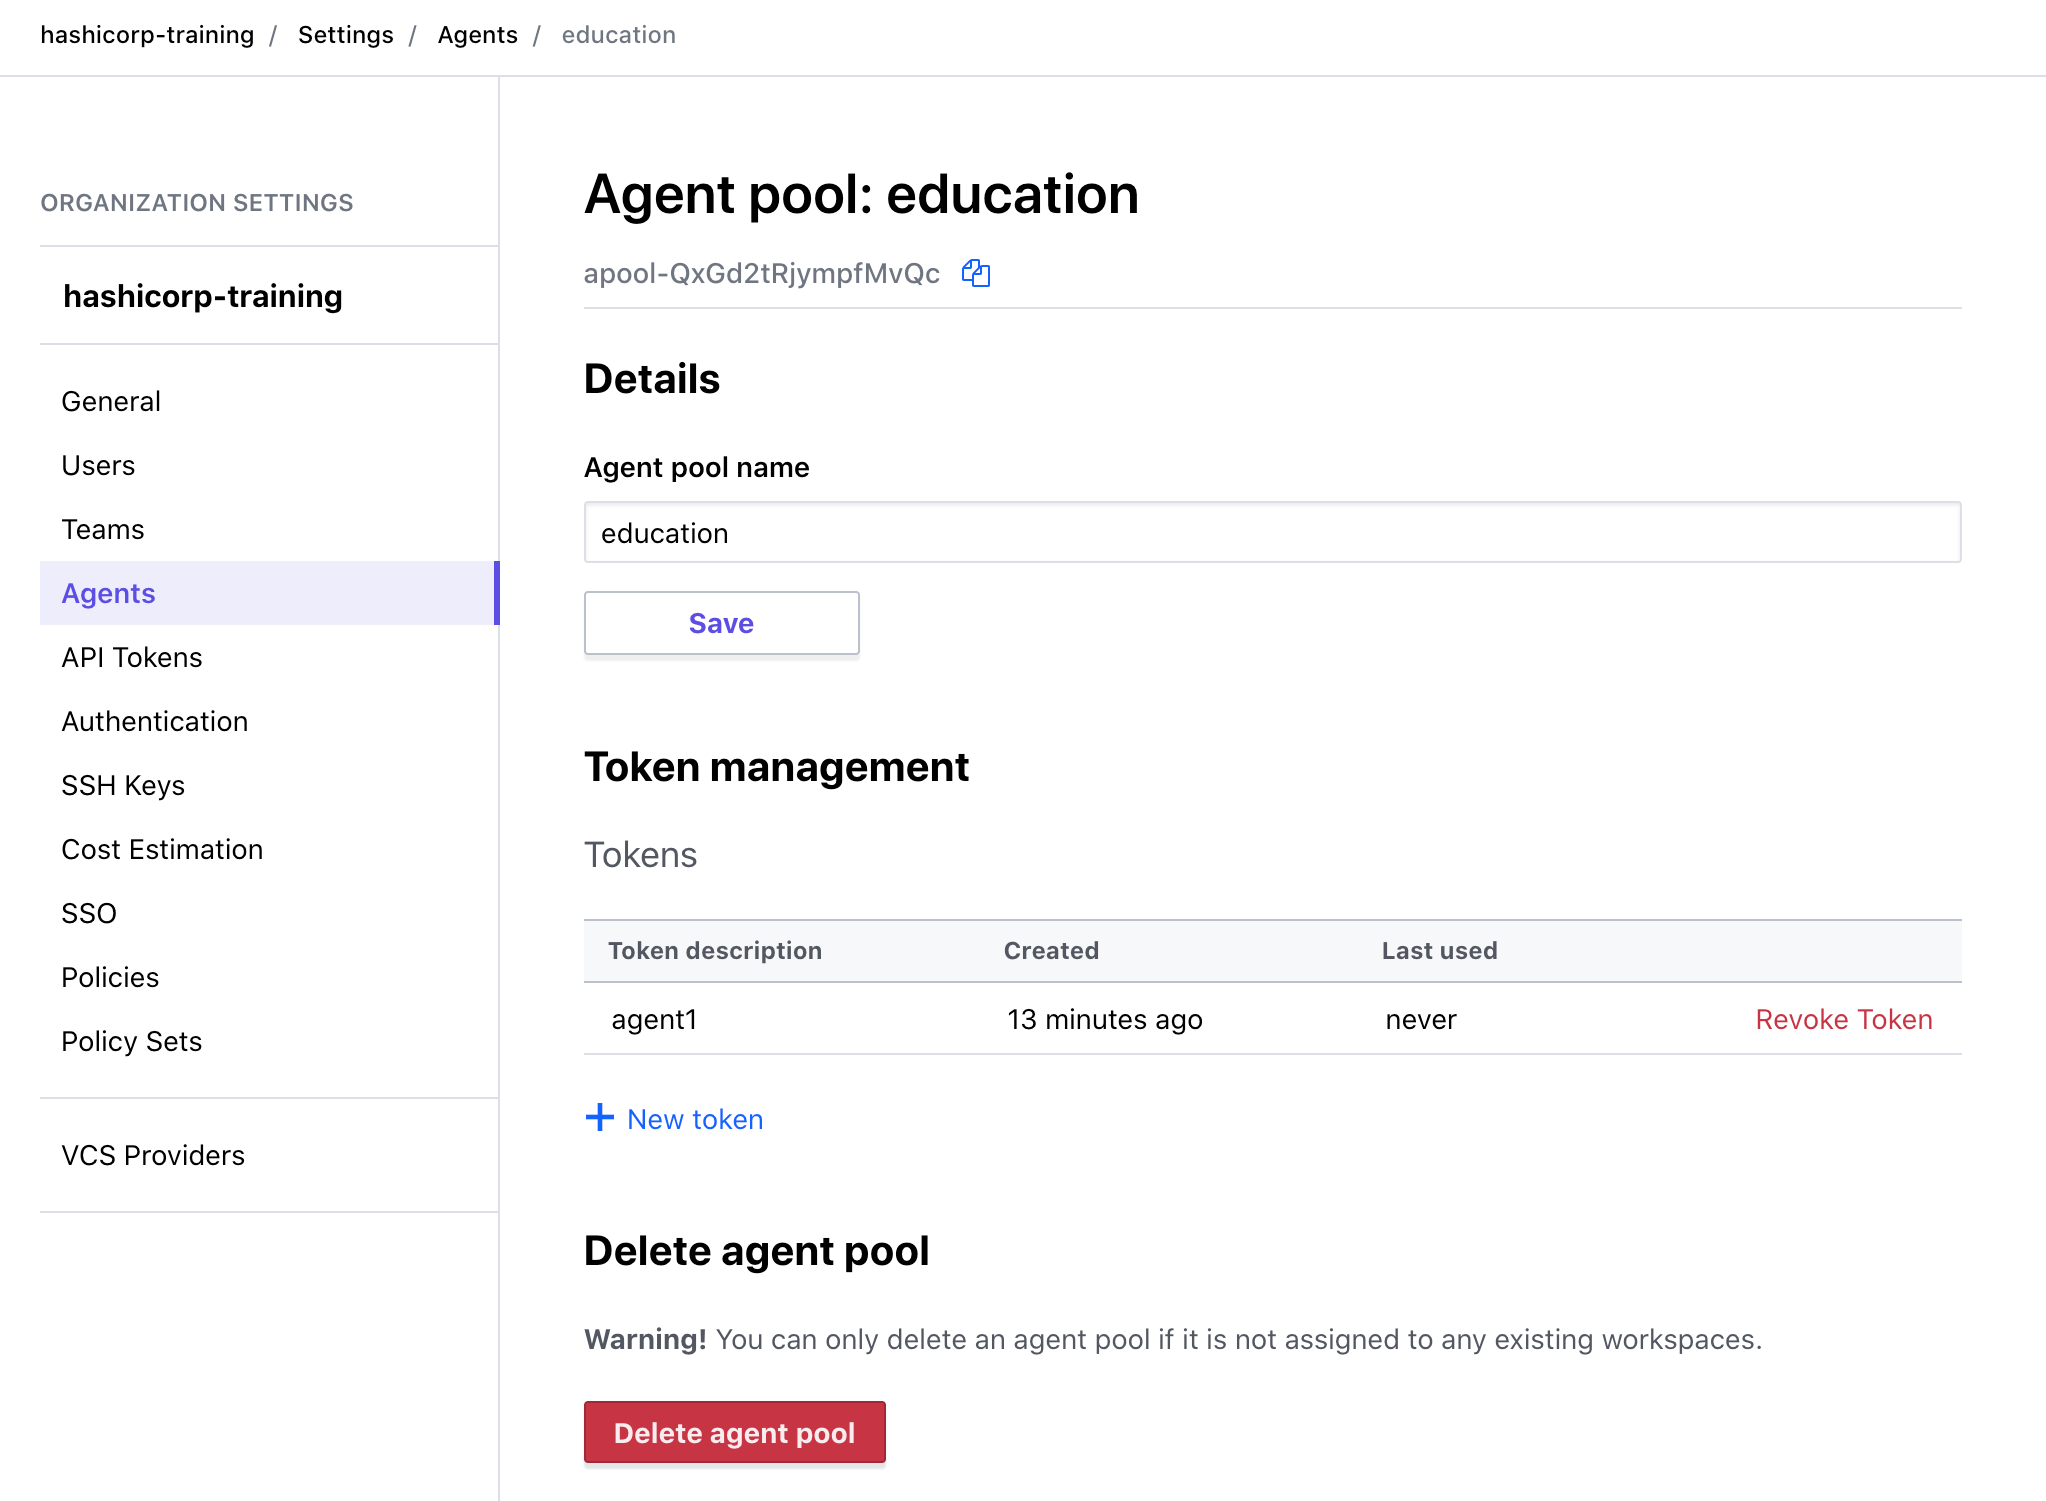 hashicorp-training / Settings / Agents / education
ORGANIZATION SETTINGS
hashicorp-training
General
Users
Teams
Agents
API Tokens
Authentication
SSH Keys
Cost Estimation
SSO
Policies
Policy Sets
VCS Providers
Agent pool: education
apool-QxGd2tRjympfMvQc
Details
Agent pool name
education
Save
Token management
Tokens
Token description Created Last used
agent1 13 minutes ago never Revoke Token
New token
Delete agent pool
Warning! You can only delete an agent pool if it is not assigned to any existing workspaces.
Delete agent pool